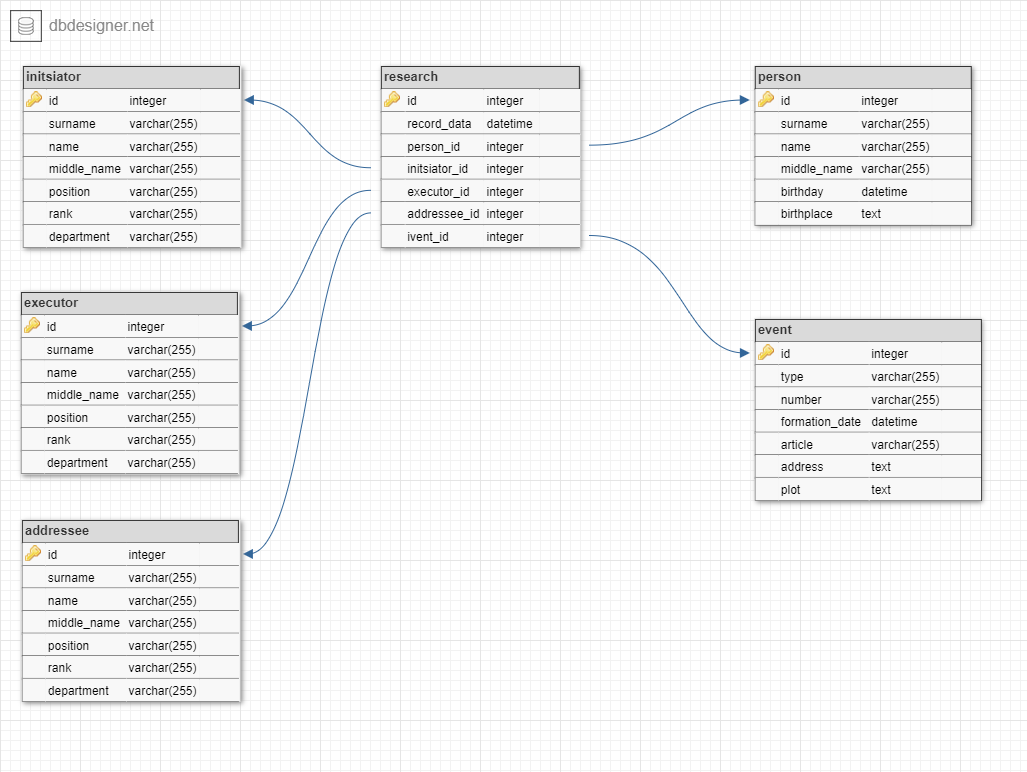 dbdesigner.net
initsiator
id integer
surname varchar(255)
name varchar(255)
middle_name varchar(255)
position varchar(255)
rank varchar(255)
department varchar(255)
research
id integer
record_data datetime
person_id integer
initsiator_id integer
executor_id integer
addressee_id integer
ivent_id integer
person
id integer
surname varchar(255)
name varchar(255)
middle_name varchar(255)
birthday datetime
birthplace text
executor
id integer
surname varchar(255)
name varchar(255)
middle_name varchar(255)
position varchar(255)
rank varchar(255)
department varchar(255)
event
id integer
type varchar(255)
number varchar(255)
formation_date datetime
article varchar(255)
address text
plot text
addressee
id integer
surname varchar(255)
name varchar(255)
middle_name varchar(255)
position varchar(255)
rank varchar(255)
department varchar(255)